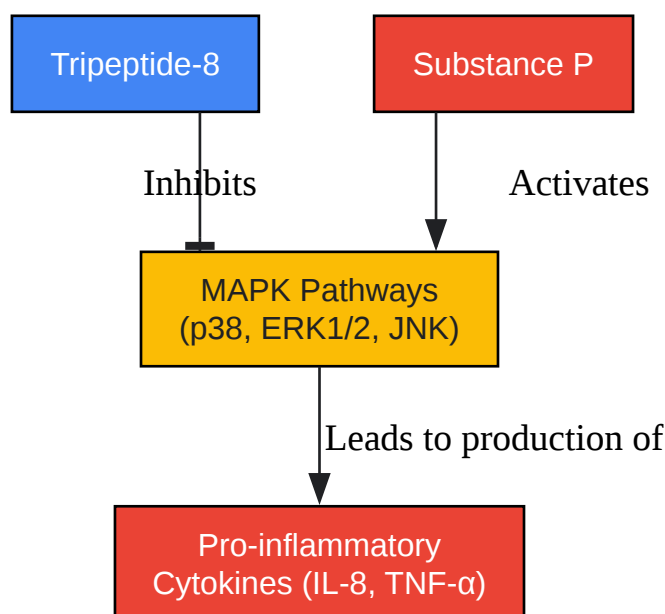 Tripeptide-8
Substance P
Inhibits
Activates
MAPK Pathways
(p38, ERK1/2, JNK)
Leads to production of
Pro-inflammatory
Cytokines (IL-8, TNF-α)